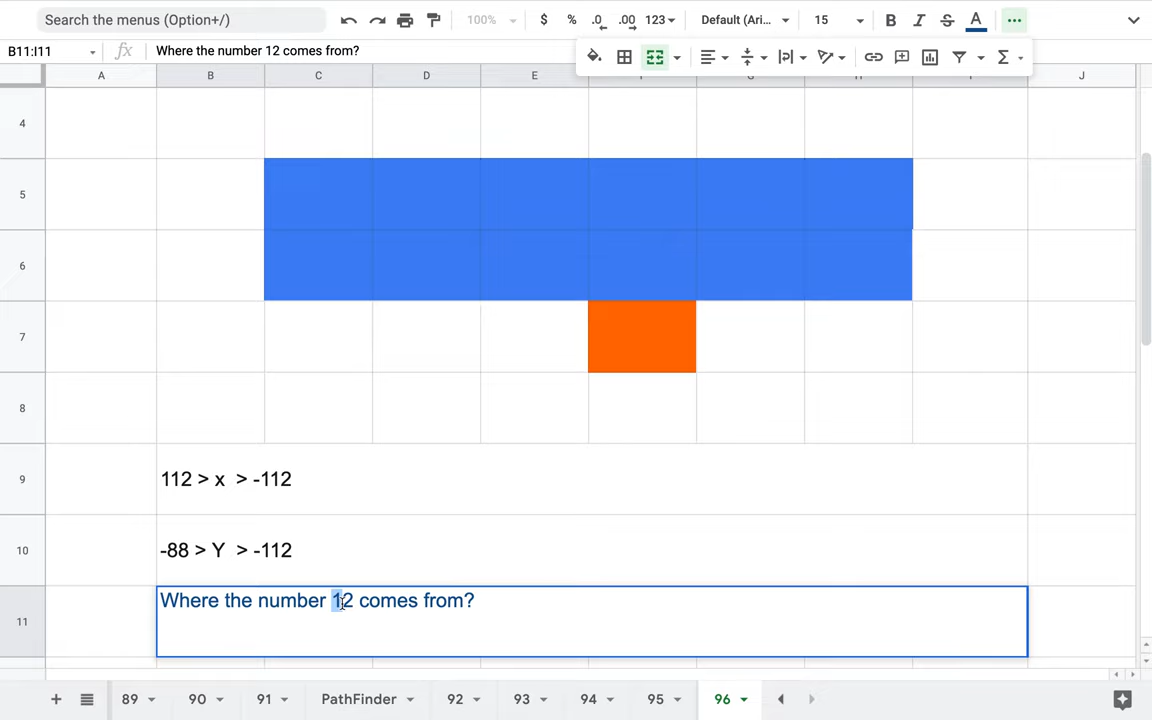 Search the menus (Option+/)
100%
$
%
.0
.00
123
Default (Ari...
15
B
I
S
A
B11:I11
fx
Where the number 12 comes from?
A
B
C
D
E
J
4
5
6
7
8
9
112 > x > -112
10
-88 > Y > -112
11
Where the number 12 comes from?
89
90
91
PathFinder
92
93
94
95
96